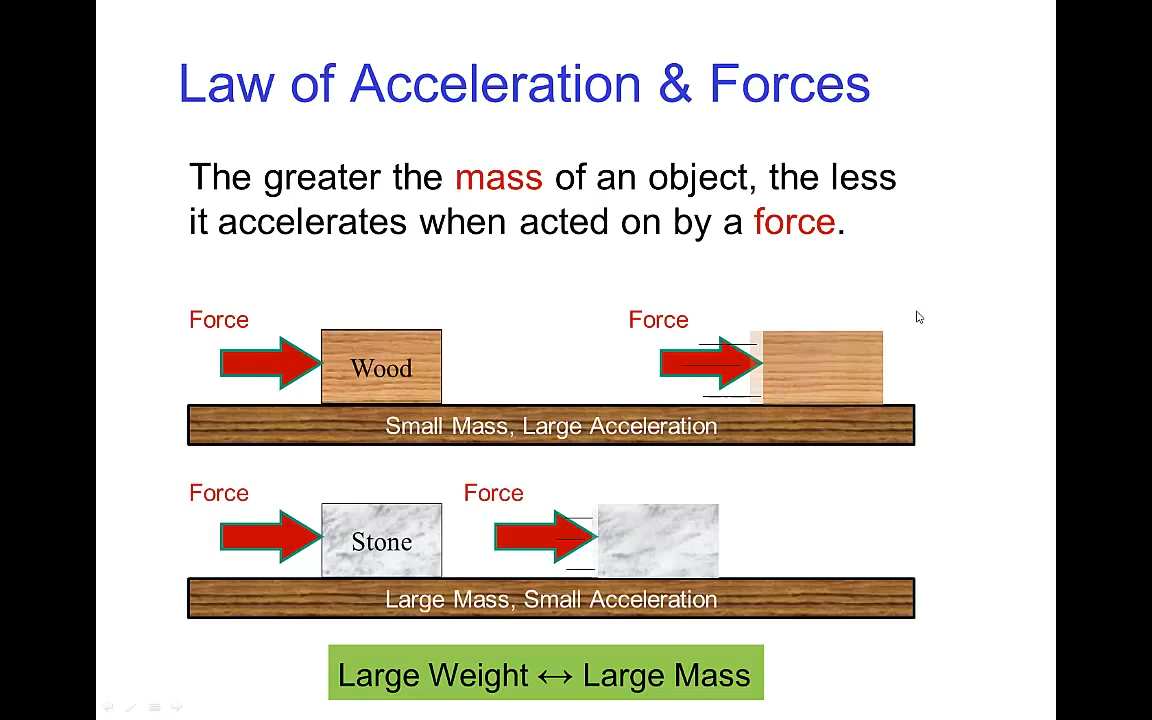 Law of Acceleration & Forces
The greater the mass of an object, the less
it accelerates when acted on by a force.
Force
Force
Wood
Small Mass, Large Acceleration
Force
Force
Stone
Large Mass, Small Acceleration
Large Weight ↔ Large Mass